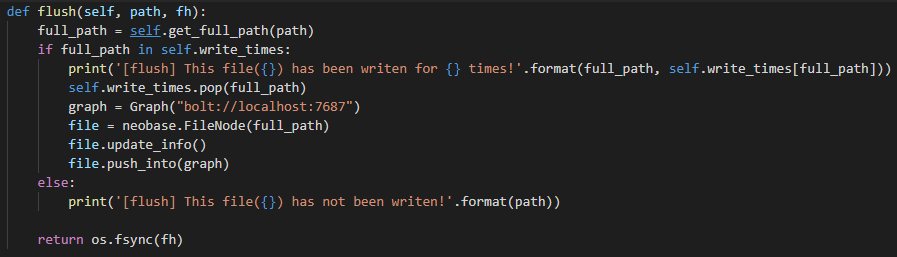 def flush(self, path, fh):
    full_path = self.get_full_path(path)
    if full_path in self.write_times:
        print('[flush] This file({}) has been writen for {} times!'.format(full_path, self.write_times[full_path]))
        self.write_times.pop(full_path)
        graph = Graph("bolt://localhost:7687")
        file = neobase.FileNode(full_path)
        file.update_info()
        file.push_into(graph)
    else:
        print('[flush] This file({}) has not been writen!'.format(path))

    return os.fsync(fh)